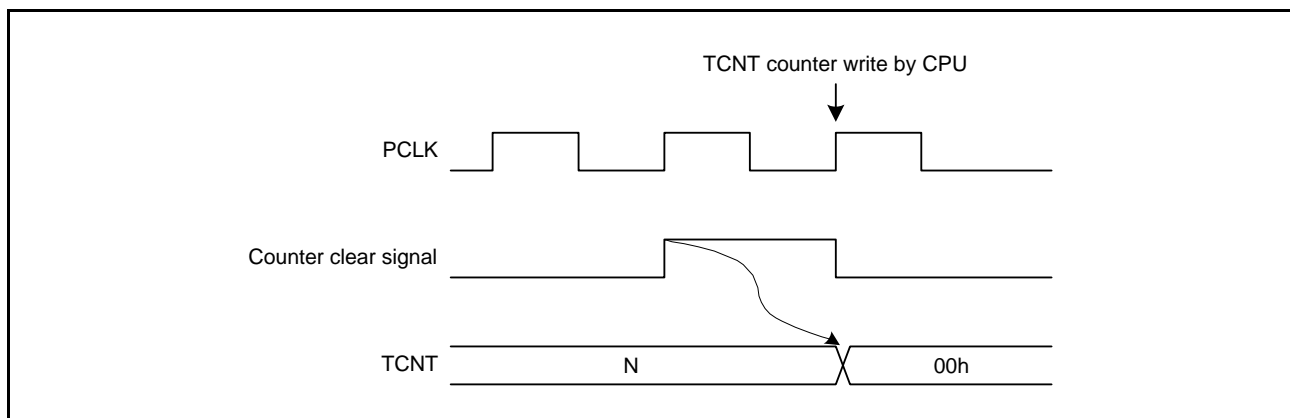 TCNT counter write by CPU
PCLK
Counter clear signal
TCNT
N
00h